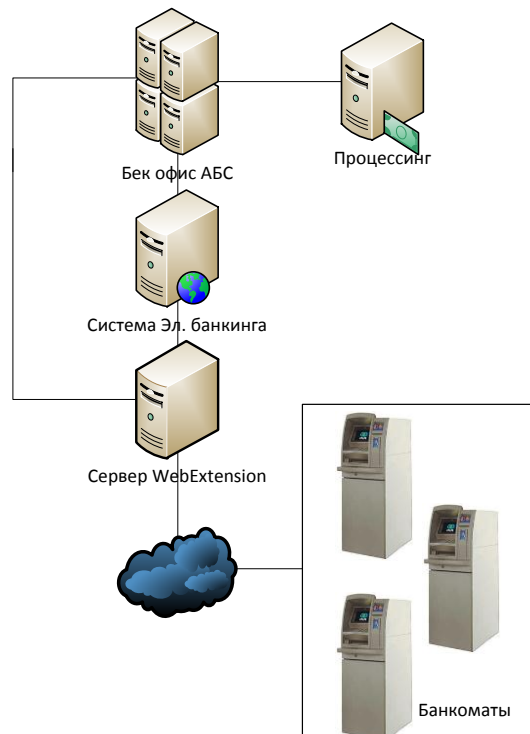 Бек офис АБС
Процессинг
Система Эл. банкинга
Сервер WebExtension
Банкоматы